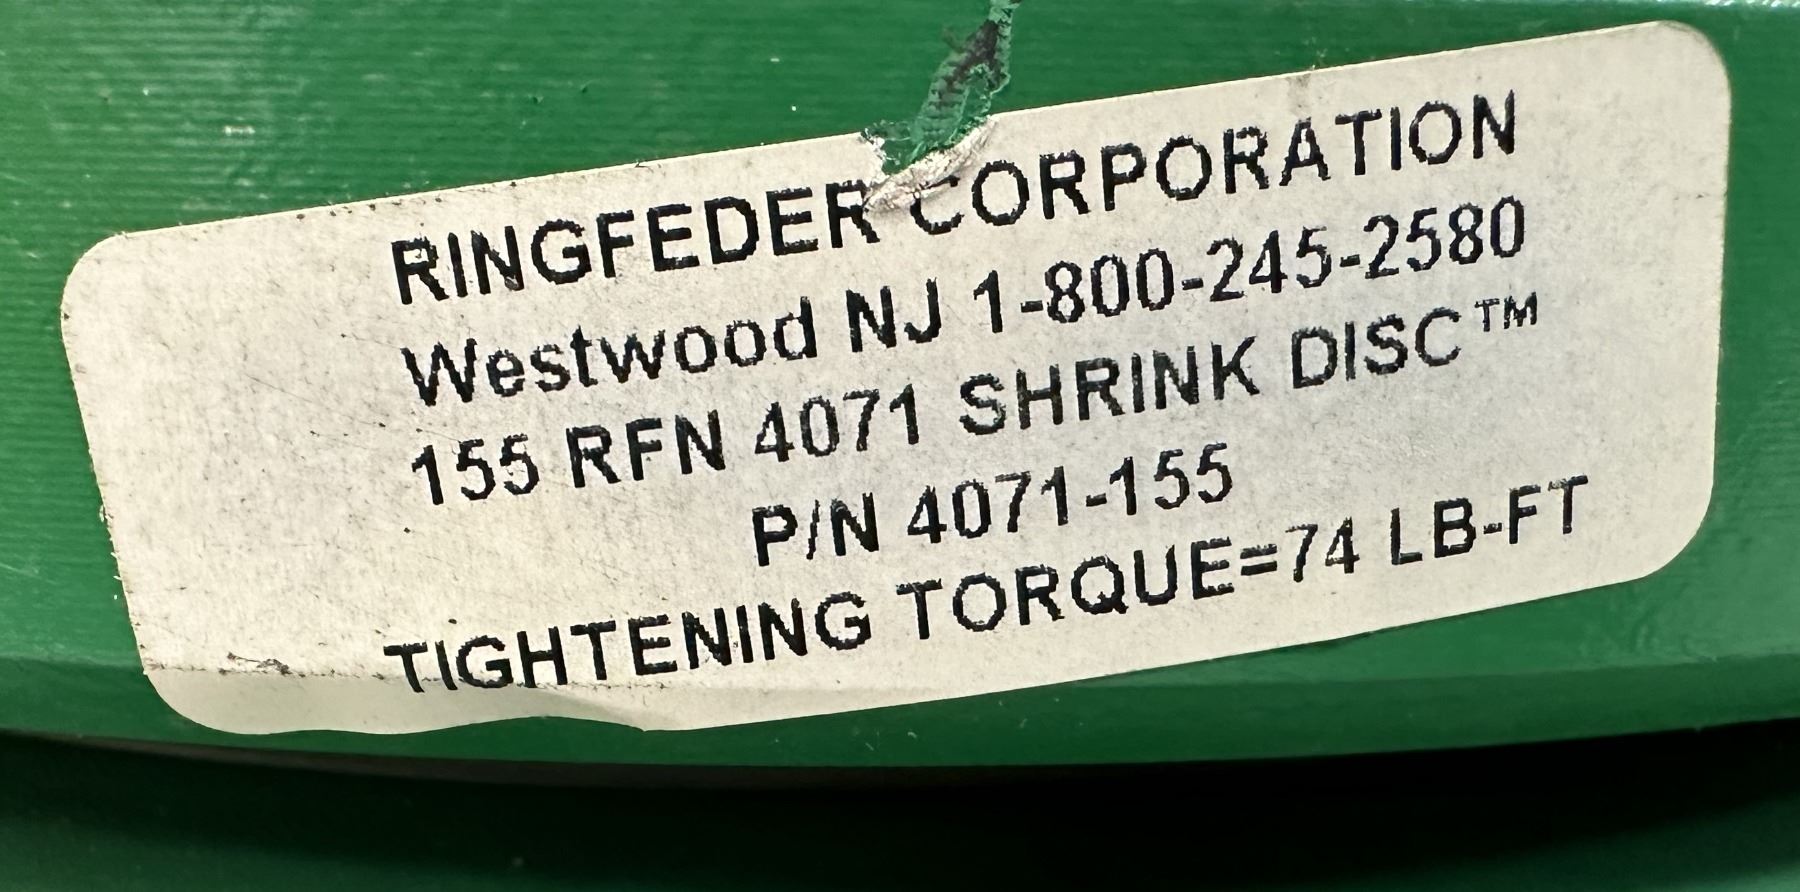 RINGFEDER CORPORATION
Westwood NJ 1-800-245-2580
155 RFN 4071 SHRINK DISC™
P/N 4071-155
TIGHTENING TORQUE=74 LB-FT